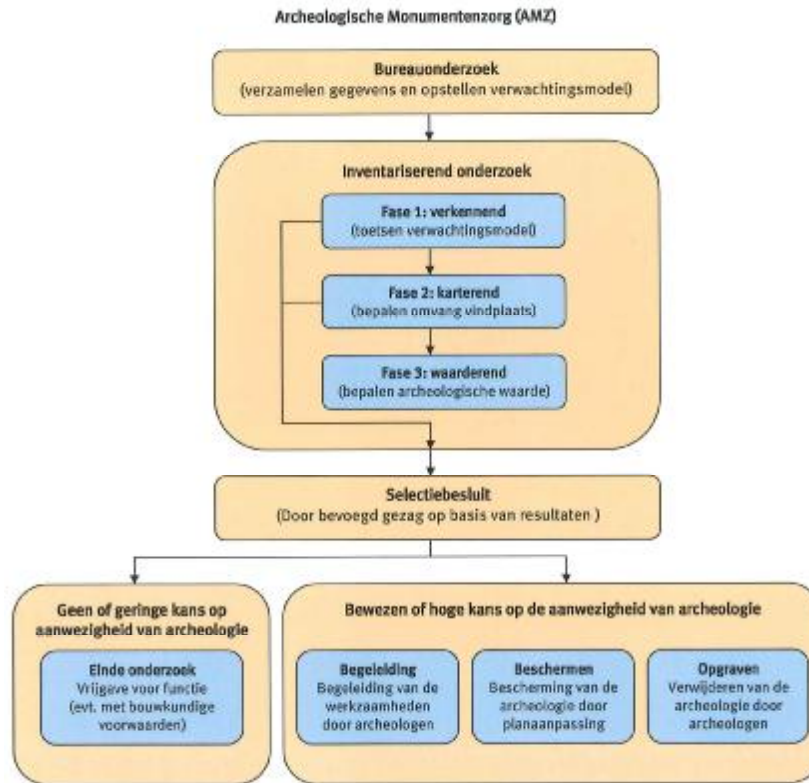 Archeologische Monumentenzorg (AMZ)
Bureauonderzoek
(verzamelen gegevens en opstellen verwachtingsmodel)
Inventariserend onderzoek
Fase 1: verkennend
(toetsen verwachtingsmodel)
Fase 2: karterend
(bepalen omvang vindplaats)
Fase 3: waarderend
(bepalen archeologische waarde)
Selectiebesluit
(Door bevoegd gezag op basis van resultaten )
Geen of geringe kans op
aanwezigheid van archeologie
Einde onderzoek
Vrijgave voor functie
(evt. met bouwkundige
voorwaarden)
Bewezen of hoge kans op de aanwezigheid van archeologie
Begeleiding
Begeleiding van de
werkzaamheden
door archeologen
Beschermen
Bescherming van de
archeologie door
planaanpassing
Opgraven
Verwijderen van de
archeologie door
archeologen